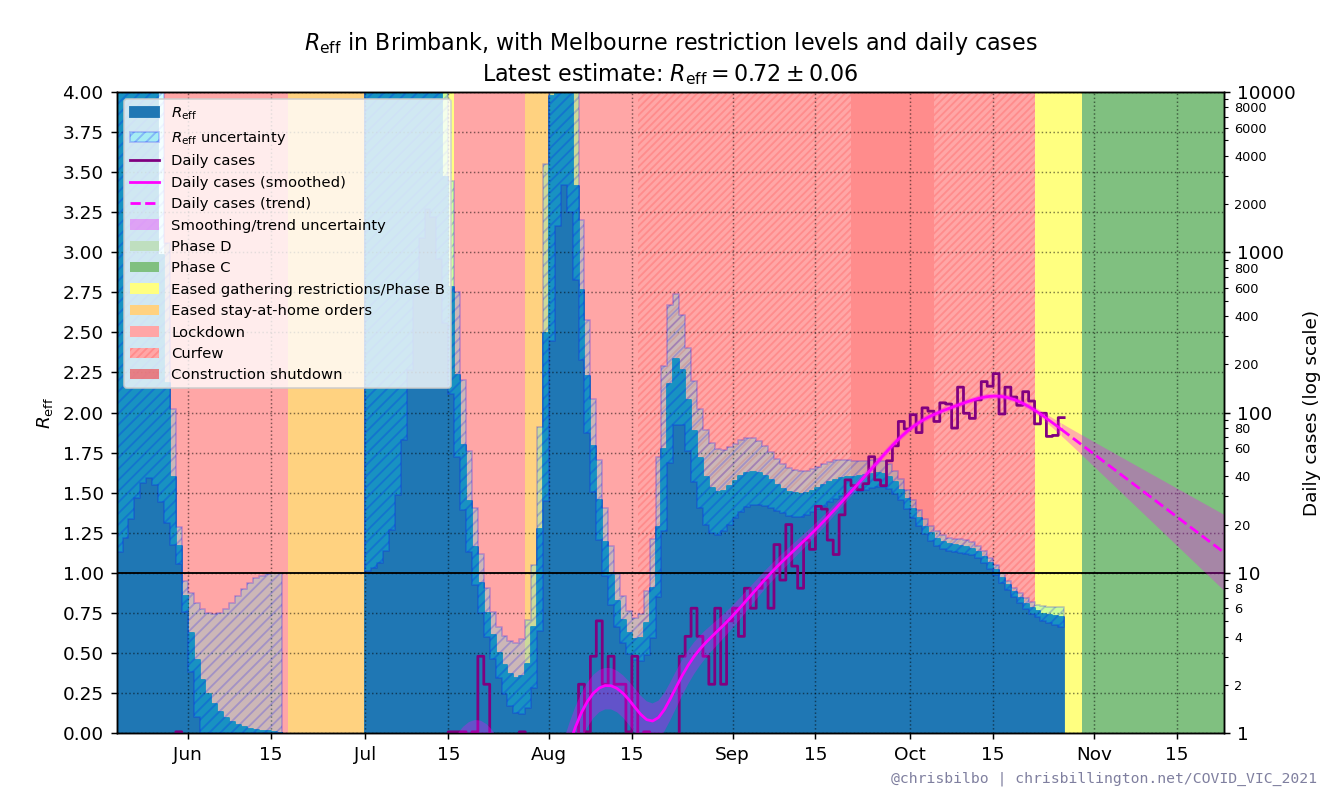 R_eff in Brimbank, with Melbourne restriction levels and daily cases
Latest estimate: R_eff = 0.72 ± 0.06
R_eff
R_eff uncertainty
Daily cases
Daily cases (smoothed)
Daily cases (trend)
Smoothing/trend uncertainty
Phase D
Phase C
Eased gathering restrictions/Phase B
Eased stay-at-home orders
Lockdown
Curfew
Construction shutdown
R_eff
4.00
3.75
3.50
3.25
3.00
2.75
2.50
2.25
2.00
1.75
1.50
1.25
1.00
0.75
0.50
0.25
0.00
Jun 15 Jul 15 Aug 15 Sep 15 Oct 15 Nov 15
10000
8000
6000
4000
2000
1000
800
600
400
200
100
80
60
40
20
10
8
6
4
2
1
Daily cases (log scale)
@chrisbilbo | chrisbillington.net/COVID_VIC_2021